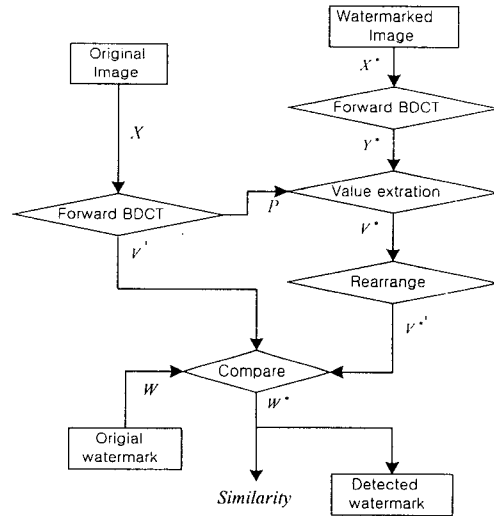 Original
Image
Watermarked
Image
X
X*
Forward BDCT
Y*
Forward BDCT
P
Value extration
V'
V*
Rearrange
V*'
Compare
W
W*
Origial
watermark
Similarity
Detected
watermark